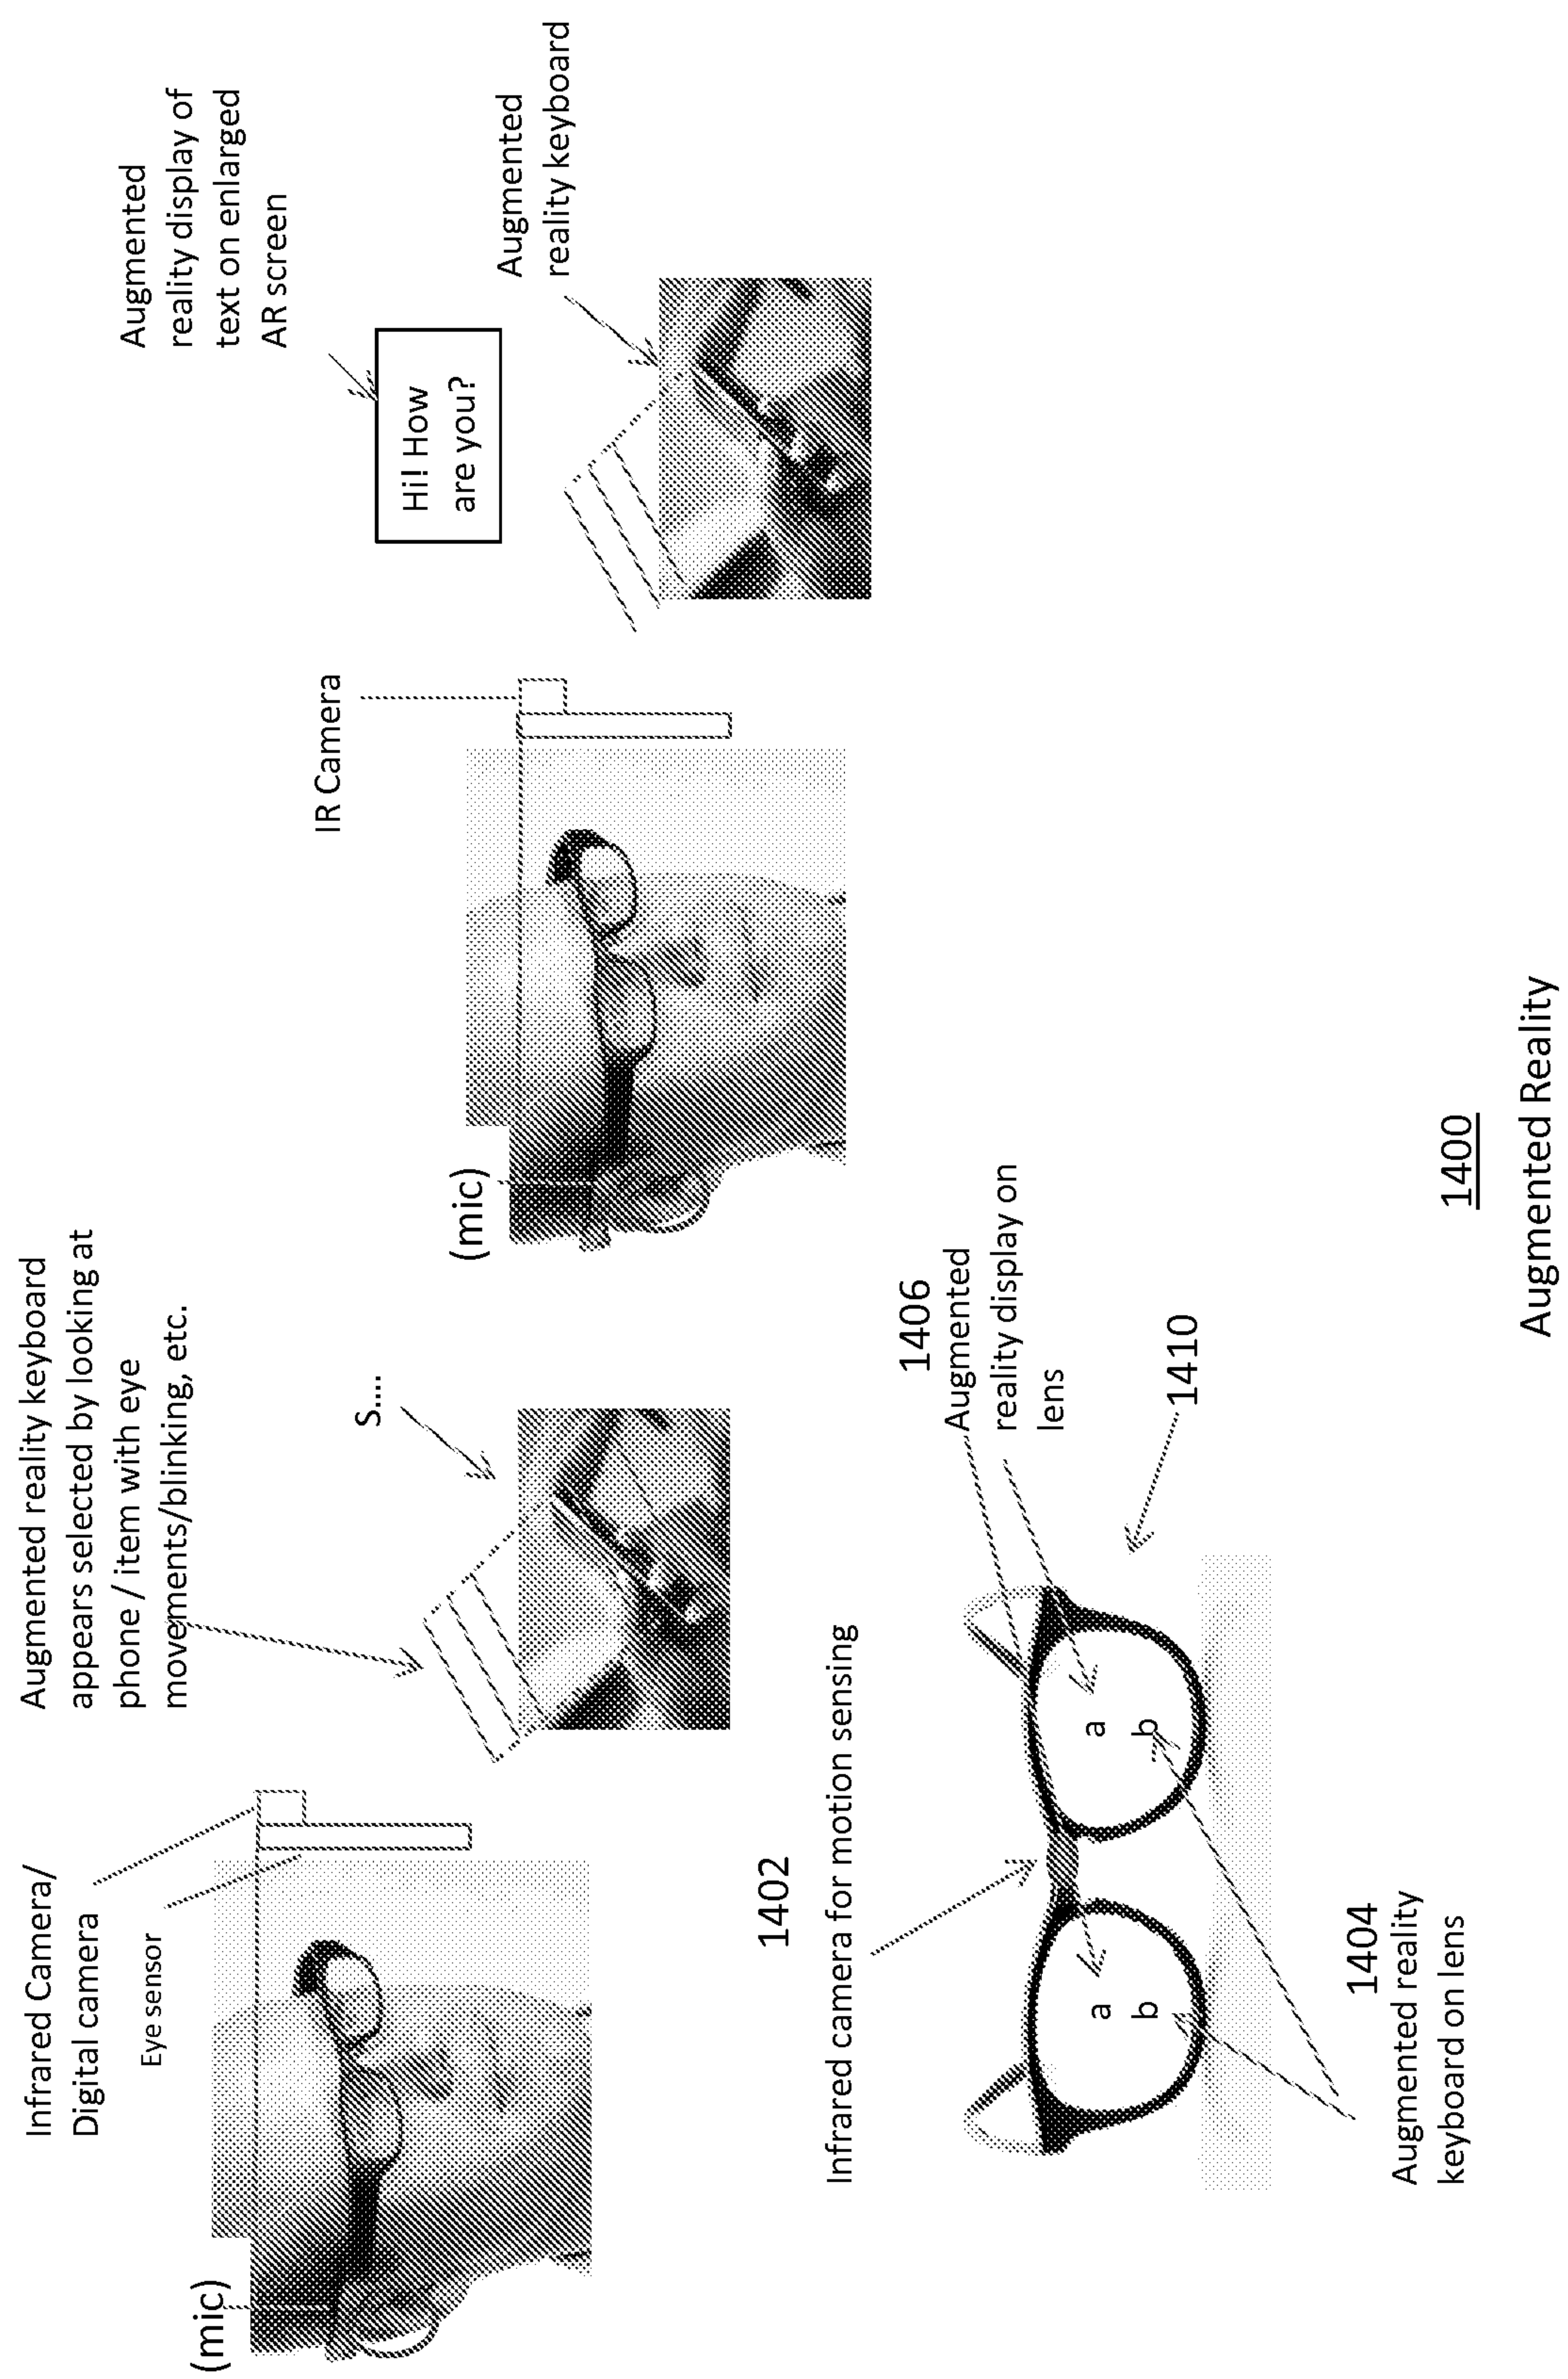 Infrared Camera/
Digital camera
Eye sensor
(mic)
Augmented reality keyboard
appears selected by looking at
phone / item with eye
movements/blinking, etc.
S....
(mic)
IR Camera
Augmented
reality display of
text on enlarged
AR screen
Hi! How
are you?
Augmented
reality keyboard
1402
Infrared camera for motion sensing
1406
Augmented
reality display on
lens
a
b
a
b
1410
1404
Augmented reality
keyboard on lens
1400
Augmented Reality